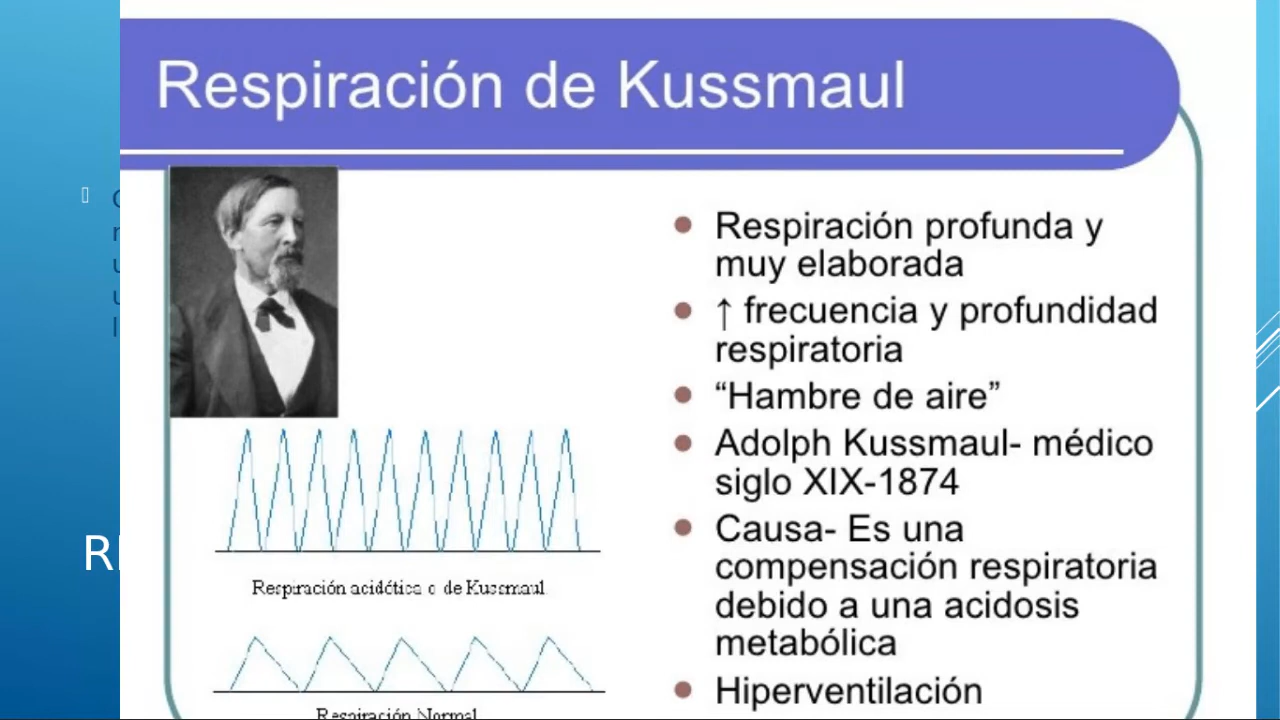 Respiración de Kussmaul
● Respiración profunda y
muy elaborada
● ↑ frecuencia y profundidad
respiratoria
● “Hambre de aire”
● Adolph Kussmaul- médico
siglo XIX-1874
● Causa- Es una
compensación respiratoria
debido a una acidosis
metabólica
● Hiperventilación
Respiración acidótica o de Kussmaul
Respiración Normal